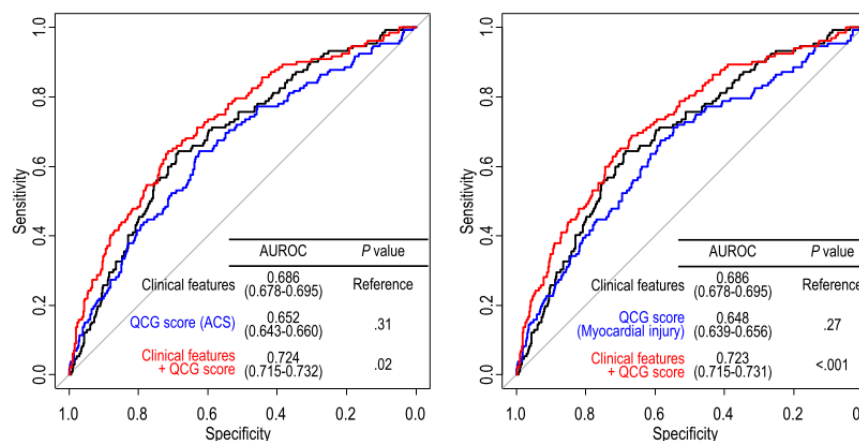 1.0
0.8
0.6
0.4
0.2
0.0
Sensitivity
AUROC P value
Clinical features 0.686 (678-0.695) Reference
QCG score (ACS) 0.652 (0.643-0.660) .31
Clinical features + QCG score 0.724 (0.715-0.732) .02
1.0 0.8 0.6 0.4 0.2 0.0
Specificity
1.0
0.8
0.6
0.4
0.2
0.0
Sensitivity
AUROC P value
Clinical features 0.686 (0.678-0.695) Reference
QCG score (Myocardial injury) 0.648 (0.639-0.656) .27
Clinical features + QCG score 0.723 (0.715-0.731) <.001
1.0 0.8 0.6 0.4 0.2 0.0
Specificity